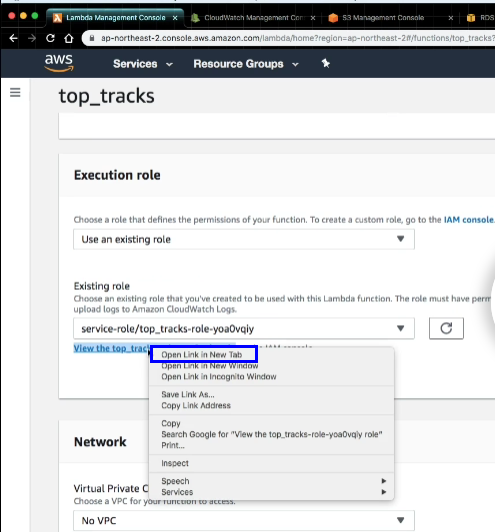 Lambda Management Console
CloudWatch Management Con
S3 Management Console
RDS
ap-northeast-2.console.aws.amazon.com/lambda/home?region=ap-northeast-2#/functions/top_tracks?
aws
Services
Resource Groups
top_tracks
Execution role
Choose a role that defines the permissions of your function. To create a custom role, go to the IAM console.
Use an existing role
Existing role
Choose an existing role that you've created to be used with this Lambda function. The role must have perm
upload logs to Amazon CloudWatch Logs.
service-role/top_tracks-role-yoa0vqiy
View the top_trac
Open Link in New Tab
Open Link in New Window
Open Link in Incognito Window
Save Link As...
Copy Link Address
Copy
Search Google for "View the top_tracks-role-yoa0vqiy role"
Print...
Inspect
Speech
Services
Network
Virtual Private C
Choose a VPC for your function to access.
No VPC